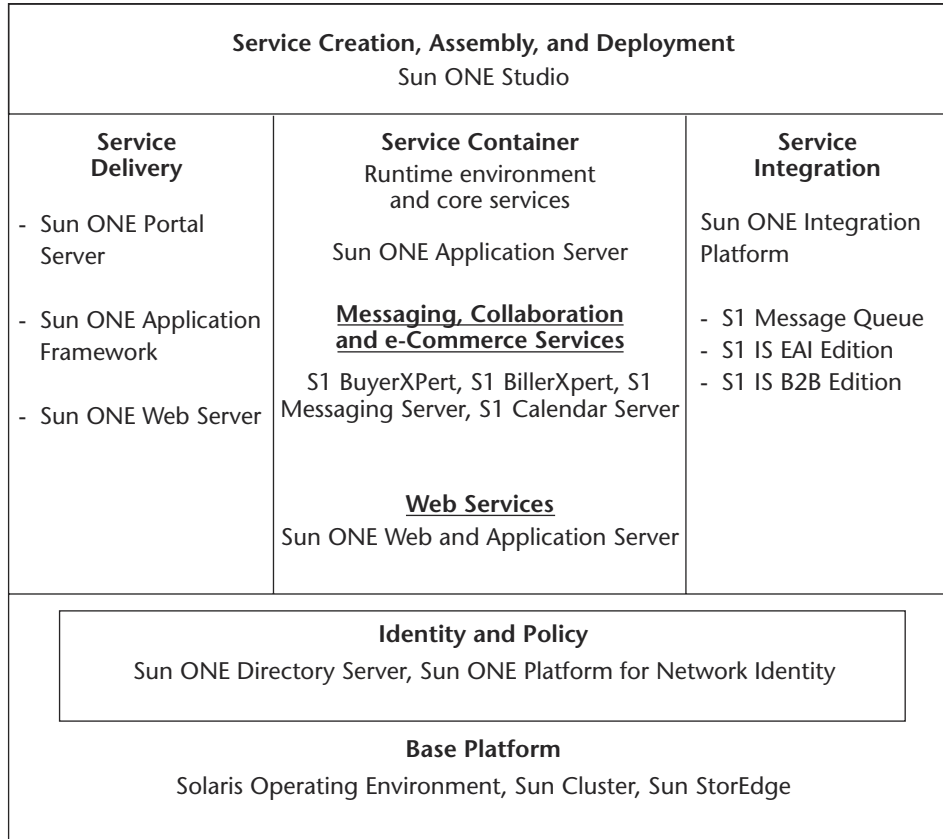 Service Creation, Assembly, and Deployment
Sun ONE Studio
Service
Delivery
- Sun ONE Portal
Server
- Sun ONE Application
Framework
- Sun ONE Web Server
Service Container
Runtime environment
and core services
Sun ONE Application Server
Messaging, Collaboration
and e-Commerce Services
S1 BuyerXPert, S1 BillerXpert, S1
Messaging Server, S1 Calendar Server
Web Services
Sun ONE Web and Application Server
Service
Integration
Sun ONE Integration
Platform
- S1 Message Queue
- S1 IS EAI Edition
- S1 IS B2B Edition
Identity and Policy
Sun ONE Directory Server, Sun ONE Platform for Network Identity
Base Platform
Solaris Operating Environment, Sun Cluster, Sun StorEdge